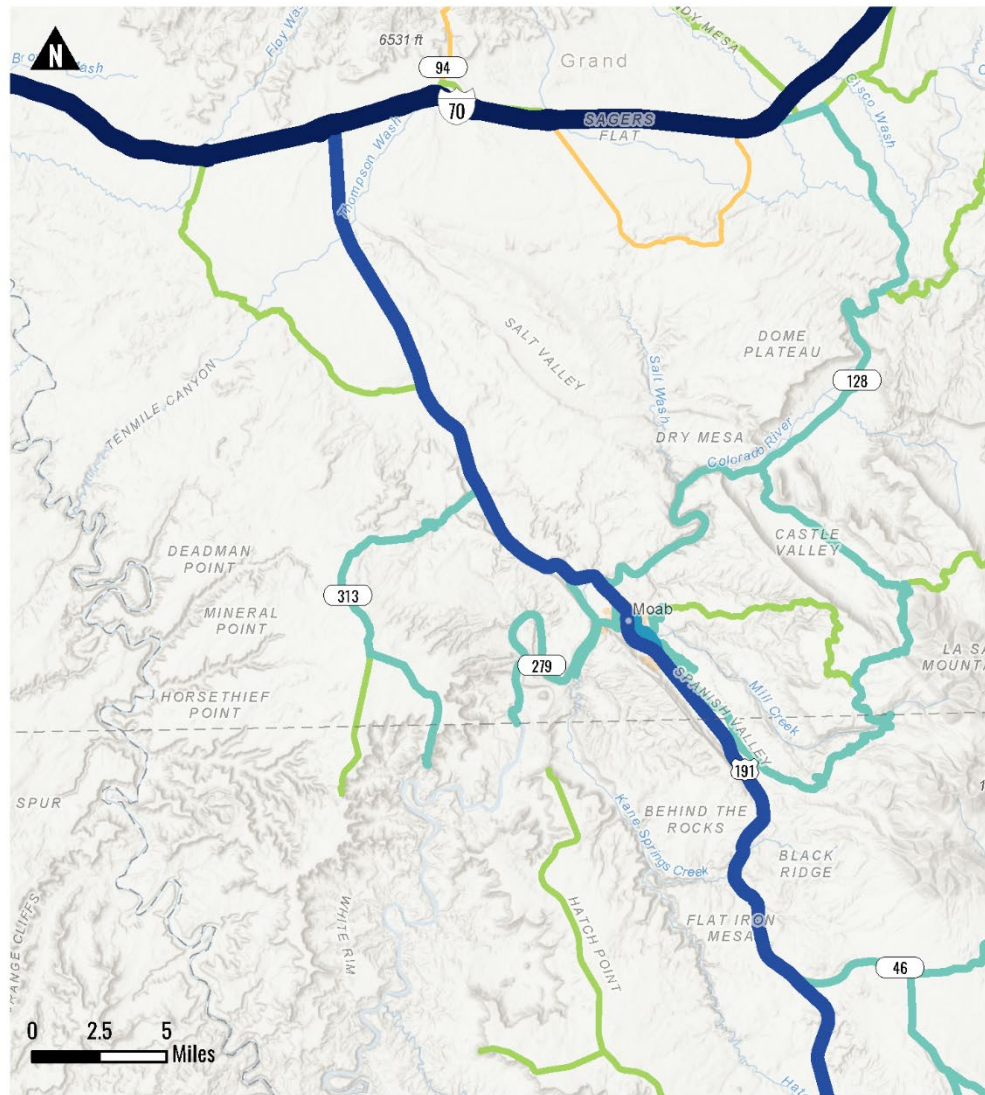 N
6531 ft
Floy Wash
Grand
94
70
SAGERS
FLAT
Cisco Wash
Thompson Wash
SALT VALLEY
DOME
PLATEAU
128
Salt Wash
TENMILE CANYON
DRY MESA
Colorado River
CASTLE
VALLEY
DEADMAN
POINT
313
MINERAL
POINT
Moab
279
HORSETHIEF
POINT
SPANISH VALLEY
Mill Creek
191
SPUR
BEHIND THE
ROCKS
Kane Springs Creek
BLACK
RIDGE
FLAT IRON
MESA
WHITE RIM
HATCH POINT
46
0 2.5 5
Miles